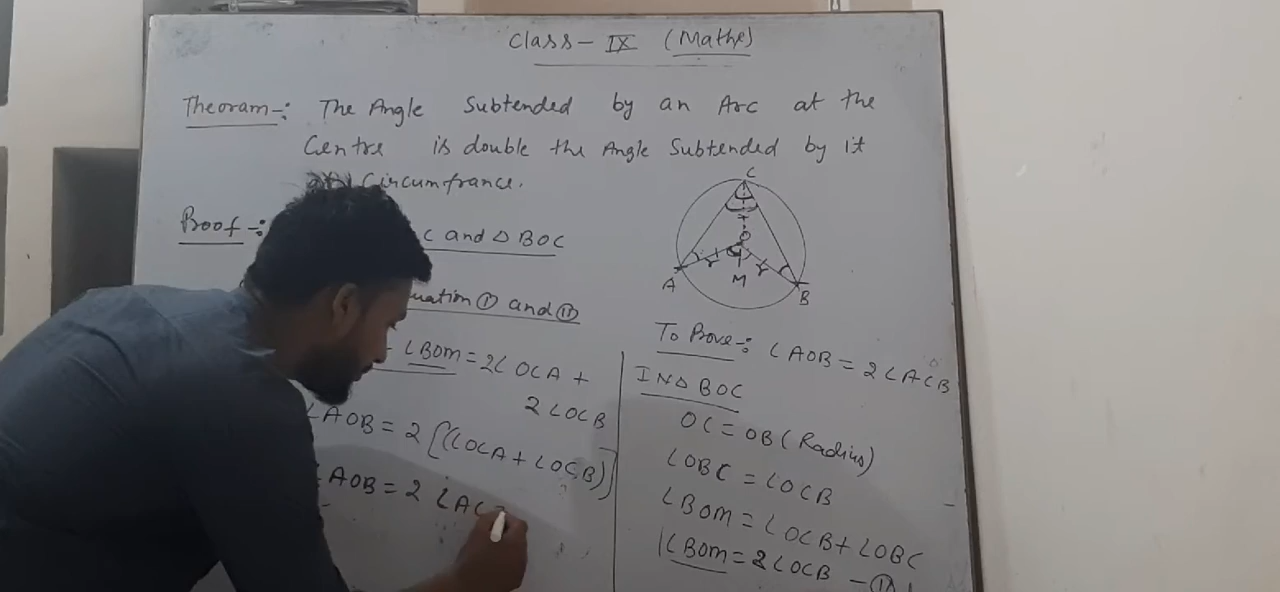 Class - IX (Maths)
Theoram-: The Angle Subtended by an Arc at the
Centre is double the Angle Subtended by it
Circumfrance.
Proof-: C and △ BOC
uation ① and ⑪
∠BOM = 2∠OCA +
2∠OCB
∠AOB = 2 [(∠OCA + ∠OCB)]
∠AOB = 2 ∠AC
C
O
r r
A M B
To Prove-: ∠AOB = 2∠ACB
IN△ BOC
OC = OB (Radius)
∠OBC = ∠OCB
∠BOM = ∠OCB + ∠OBC
∠BOM = 2∠OCB - ⑪